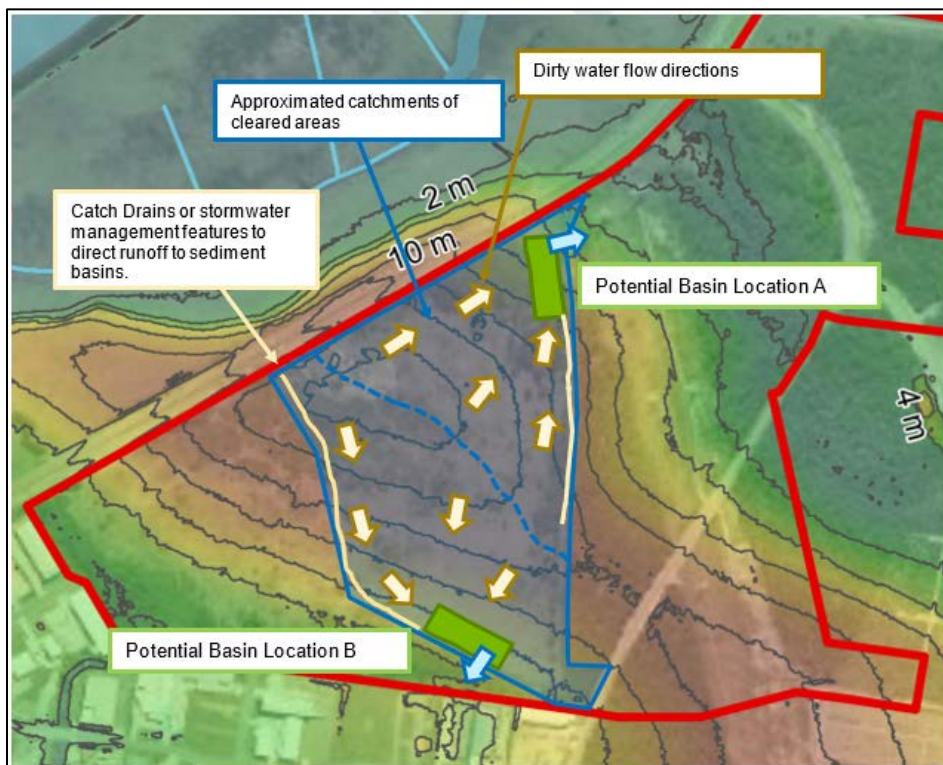 Dirty water flow directions
Approximated catchments of
cleared areas
Catch Drains or stormwater
management features to
direct runoff to sediment
basins.
2 m
10 m
Potential Basin Location A
4 m
Potential Basin Location B